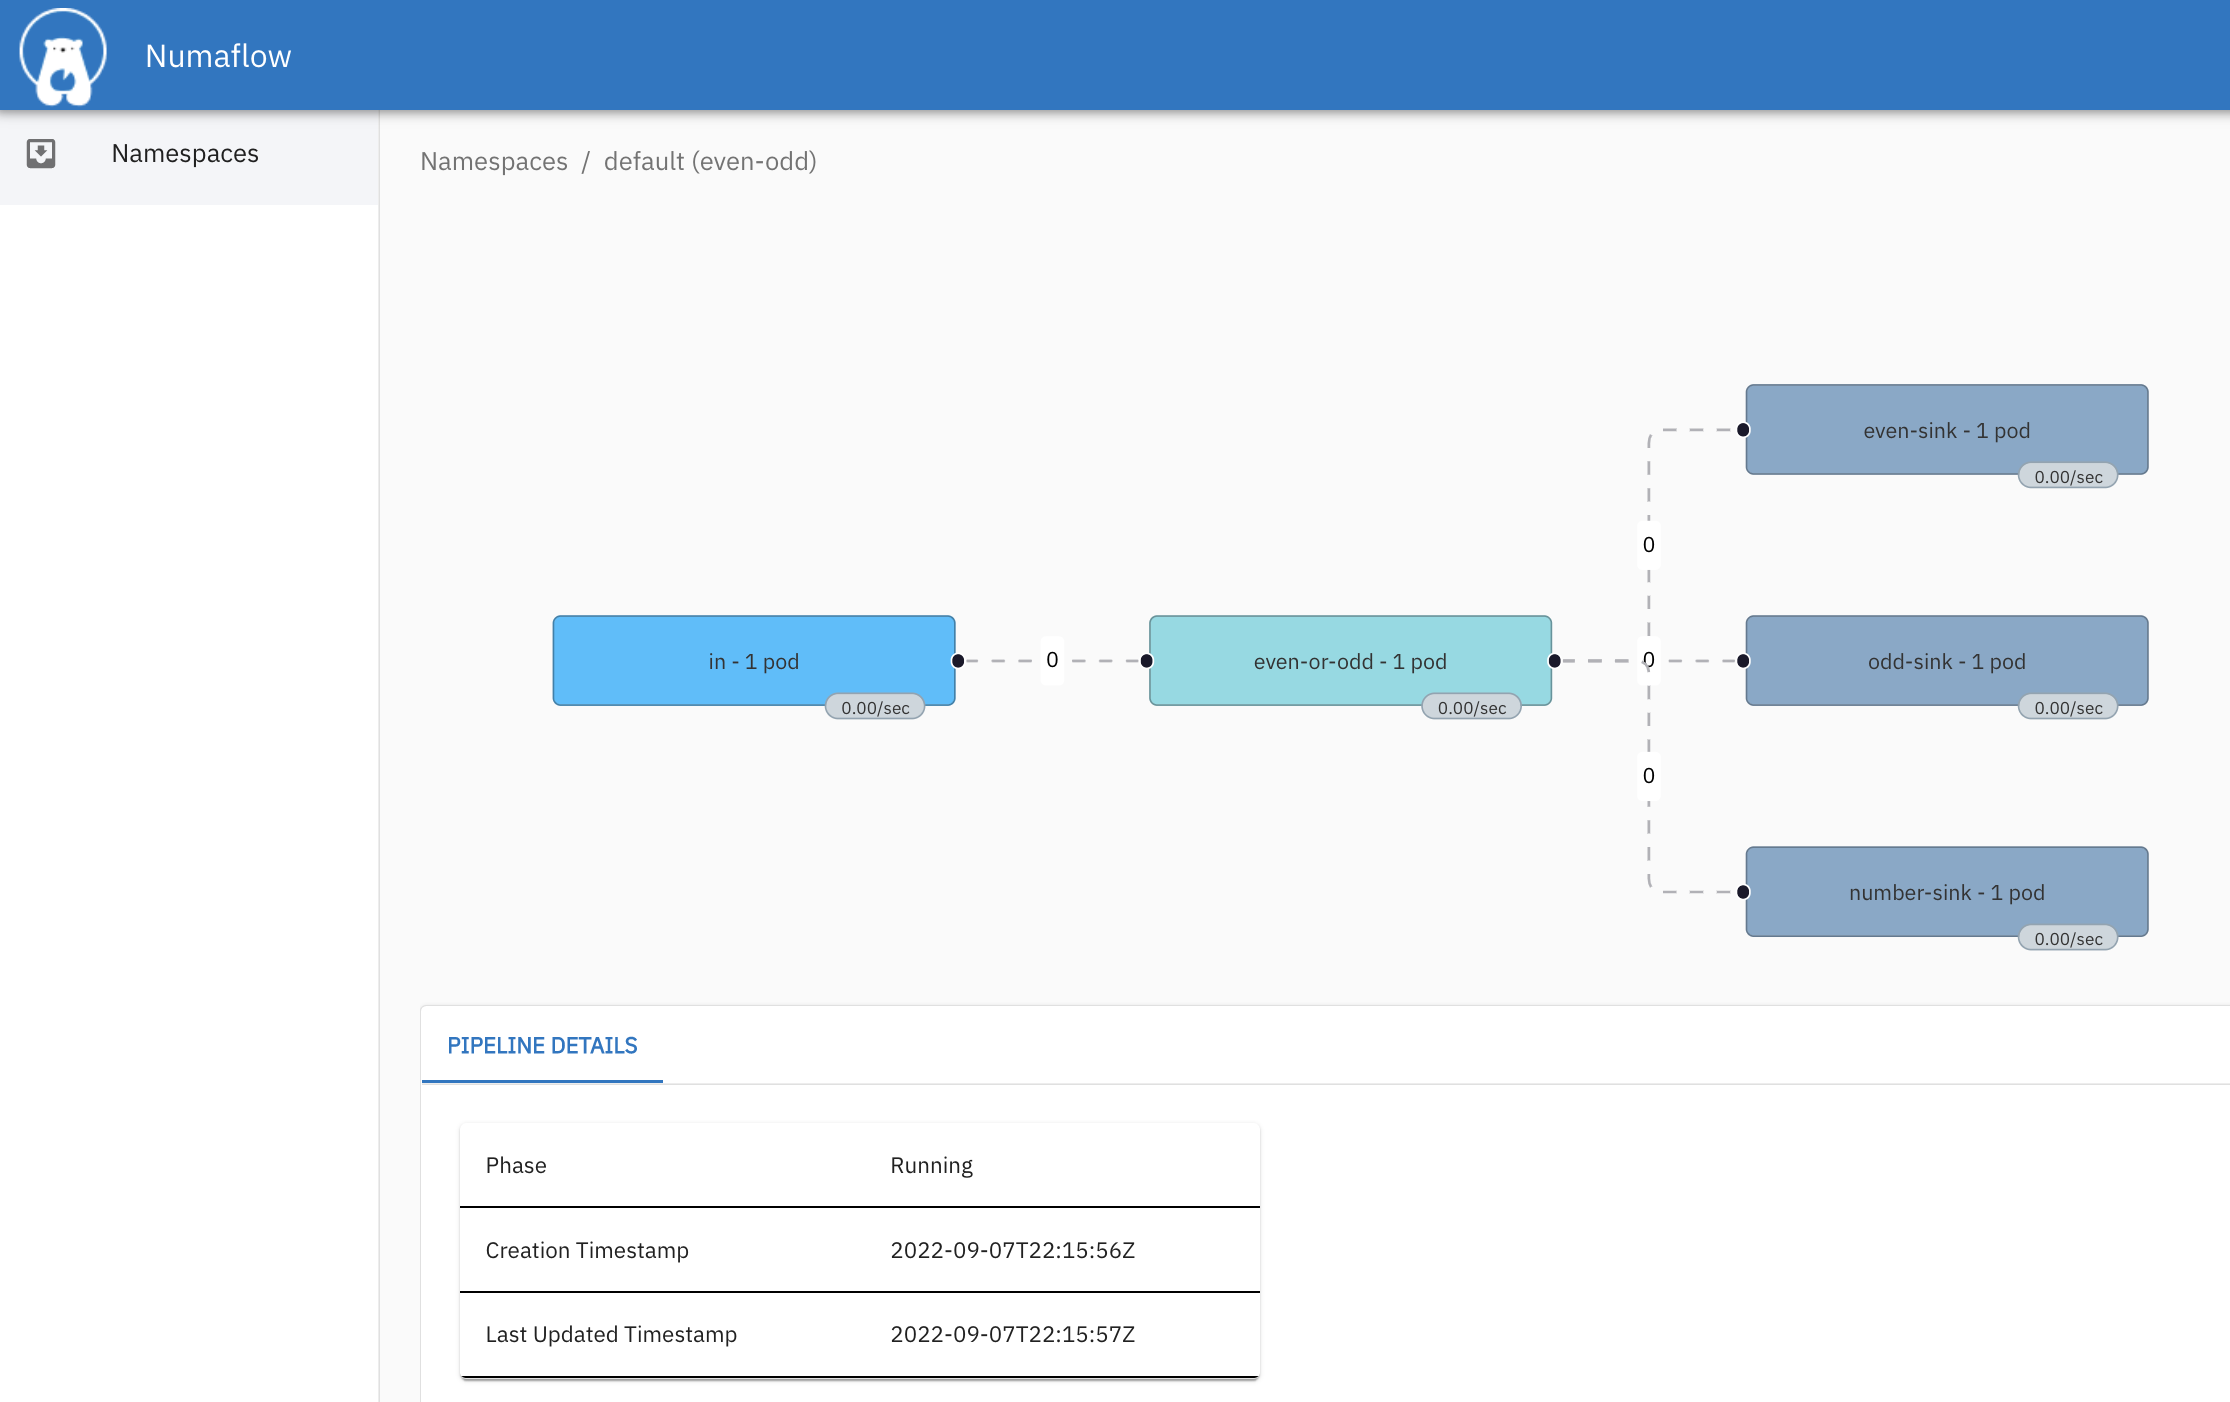 Numaflow
Namespaces
Namespaces / default (even-odd)
even-sink - 1 pod
0.00/sec
0
in - 1 pod
0.00/sec
0
even-or-odd - 1 pod
0.00/sec
0
odd-sink - 1 pod
0.00/sec
0
number-sink - 1 pod
0.00/sec
PIPELINE DETAILS
Phase Running
Creation Timestamp 2022-09-07T22:15:56Z
Last Updated Timestamp 2022-09-07T22:15:57Z